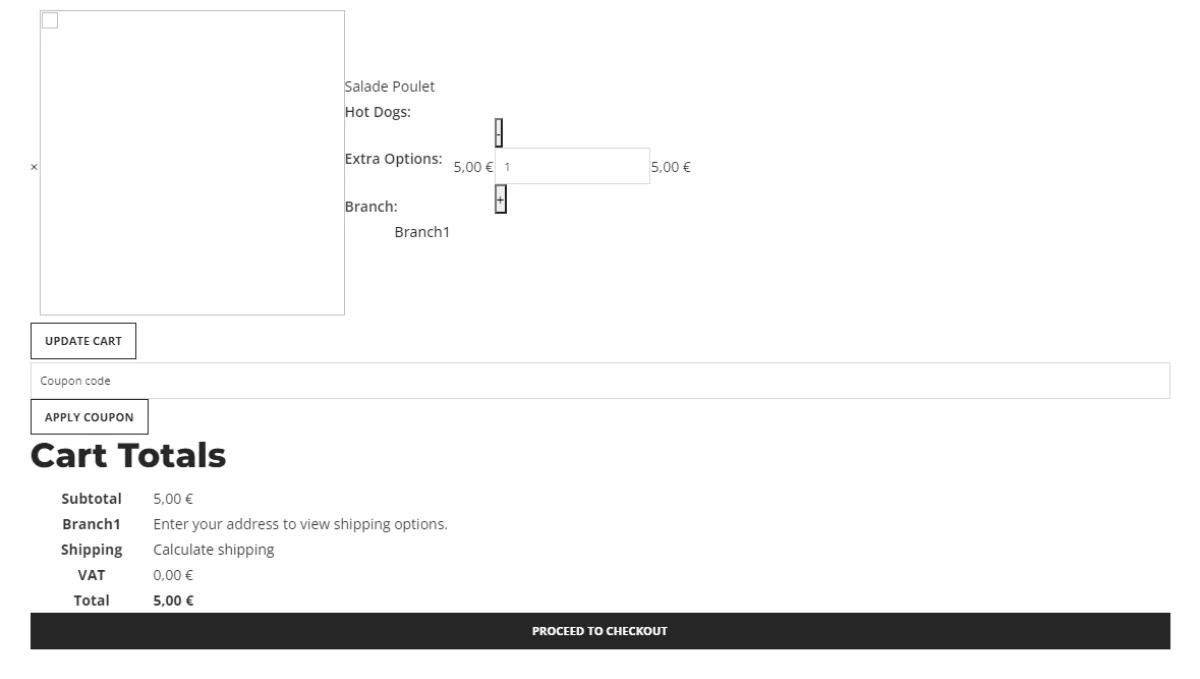 Salade Poulet
Hot Dogs:
-
Extra Options:
× 5,00 € 1 5,00 €
+
Branch:
Branch1
UPDATE CART
Coupon code
APPLY COUPON
Cart Totals
Subtotal 5,00 €
Branch1 Enter your address to view shipping options.
Shipping Calculate shipping
VAT 0,00 €
Total 5,00 €
PROCEED TO CHECKOUT